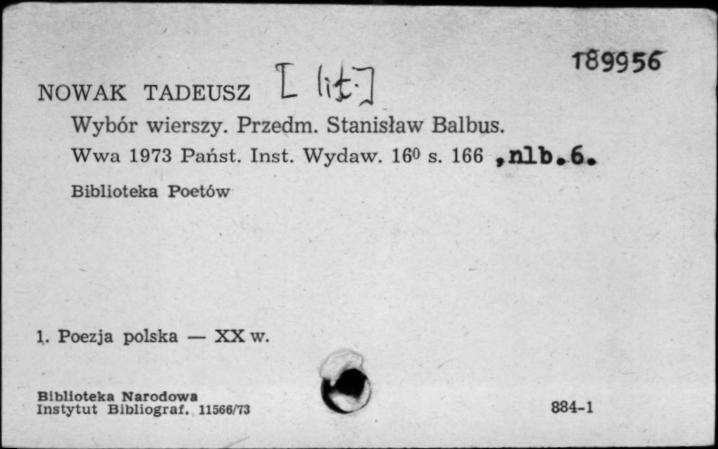 189956
NOWAK TADEUSZ [lit.]
Wybór wierszy. Przedm. Stanisław Balbus.
Wwa 1973 Państ. Inst. Wydaw. 16⁰ s. 166 ,nlb.6.
Biblioteka Poetów
1. Poezja polska — XX w.
Biblioteka Narodowa
Instytut Bibliograf. 11566/73
884-1